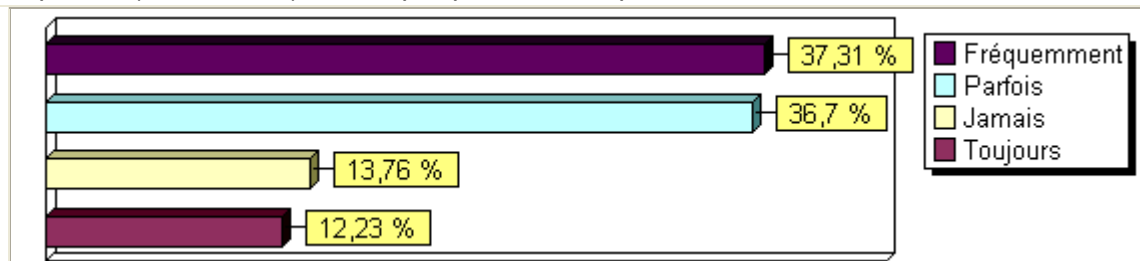 37,31 %
36,7 %
13,76 %
12,23 %
Fréquemment
Parfois
Jamais
Toujours